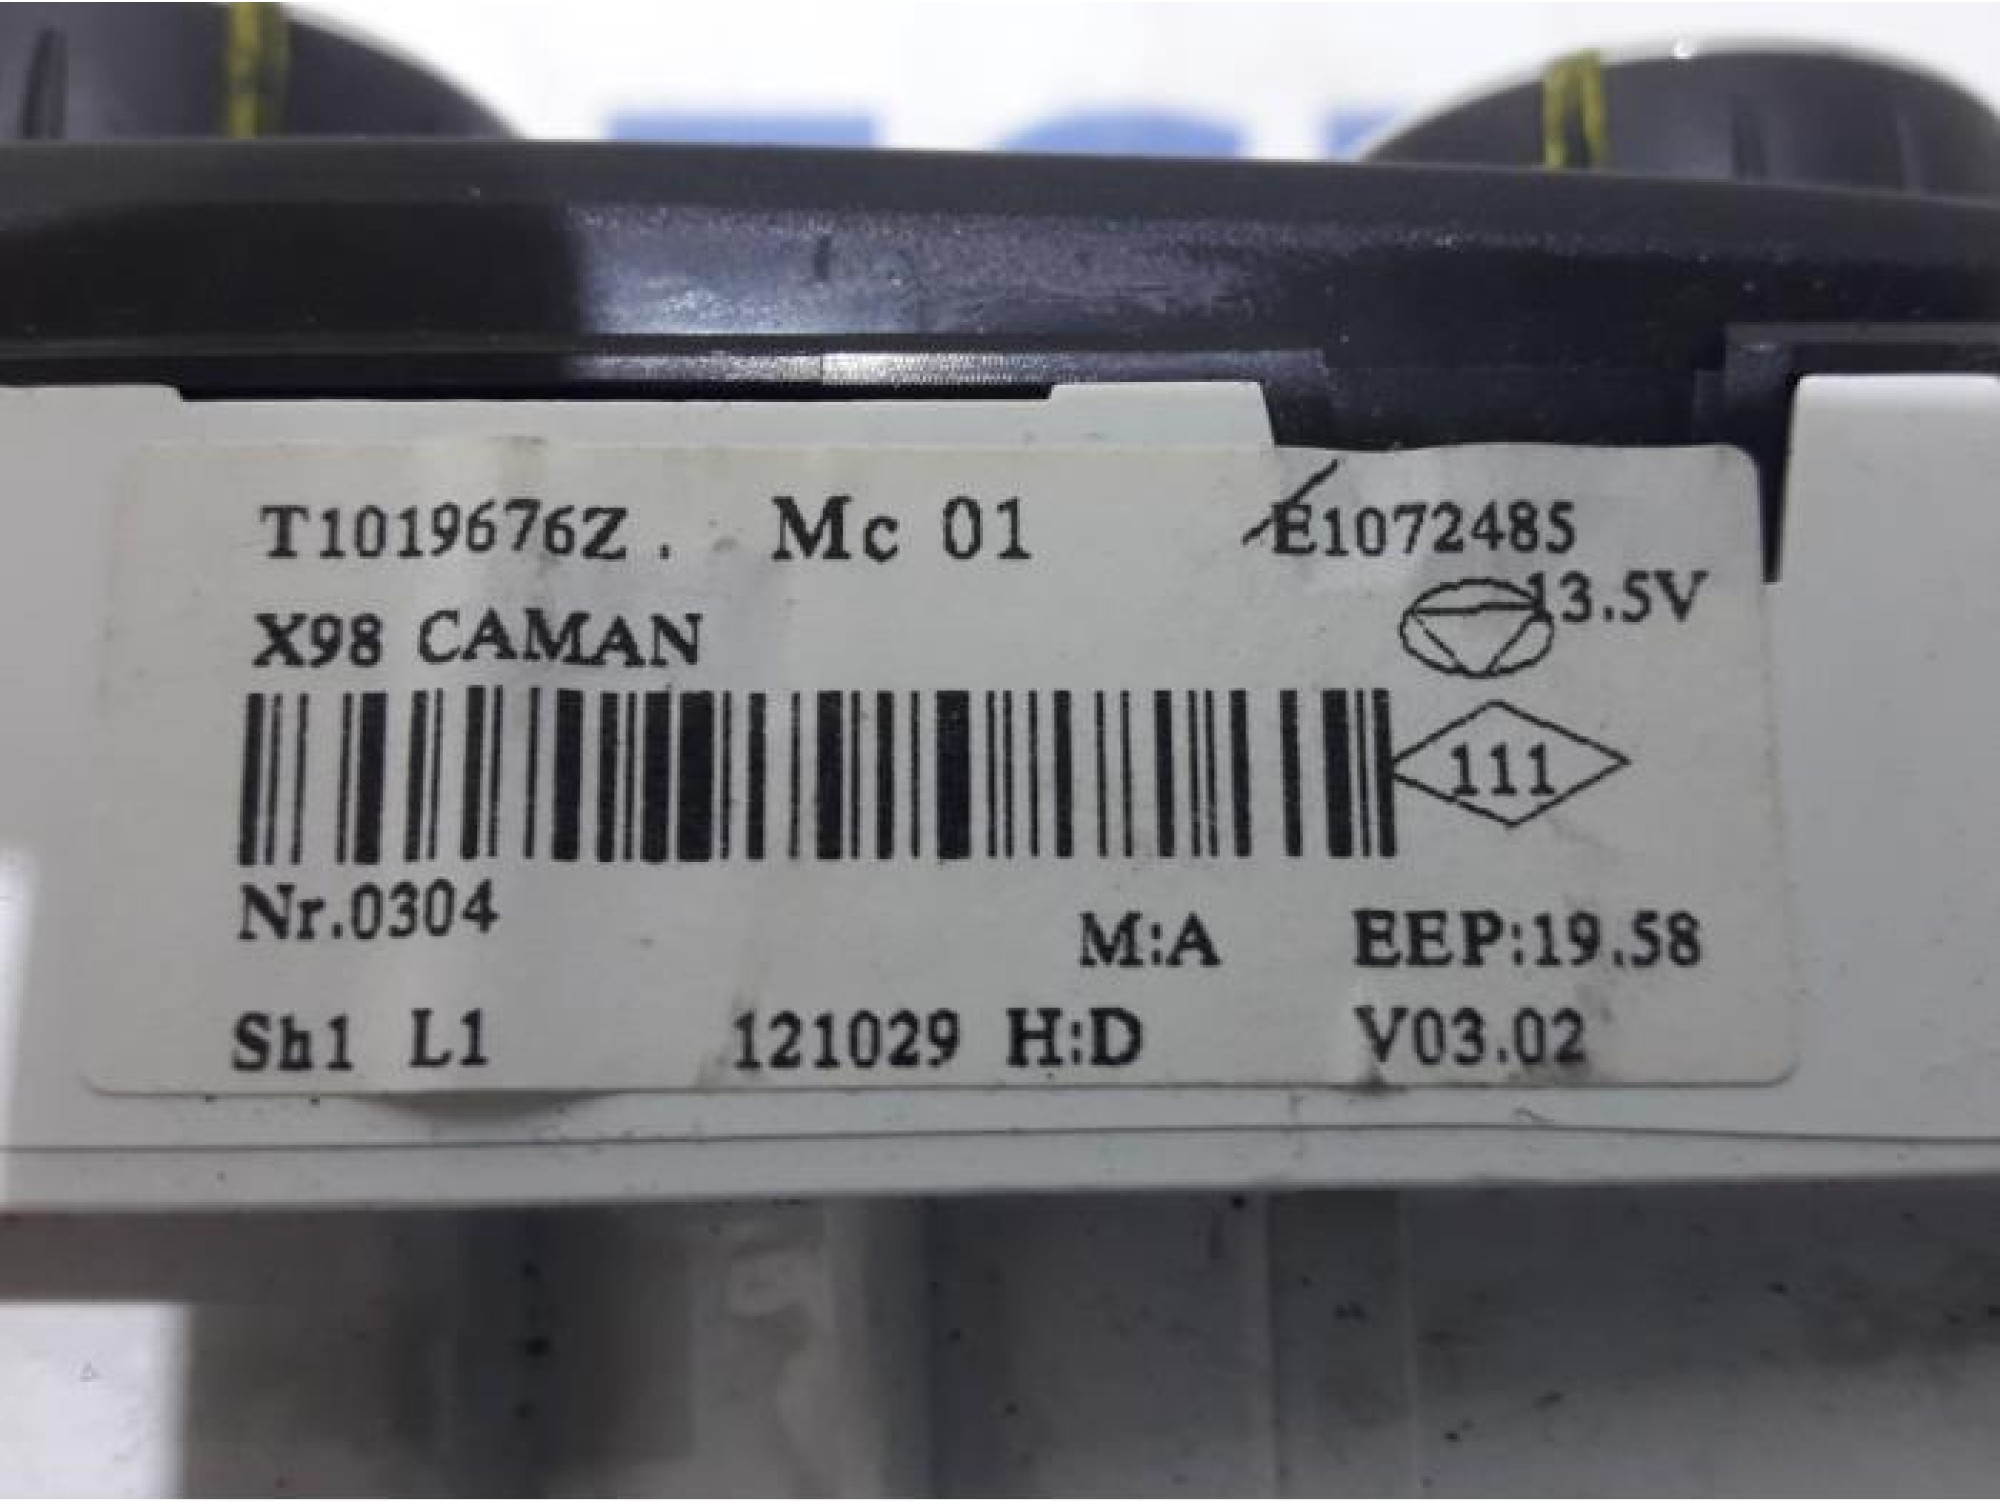 T1019676Z. Mc 01 E1072485
13.5V
X98 CAMAN
111
Nr.0304 M:A EEP:19.58
Sh1 L1 121029 H:D V03.02